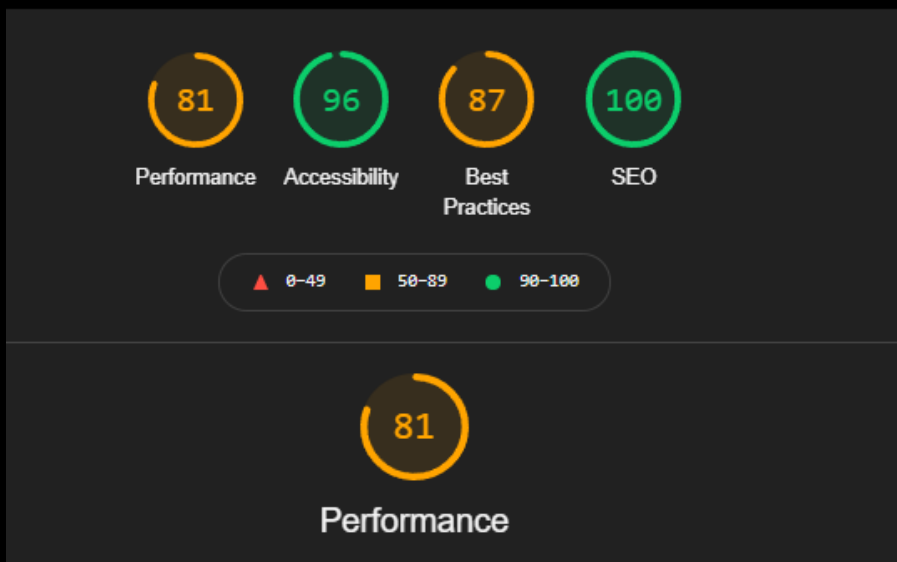 81 96 87 100
Performance Accessibility Best SEO
Practices
0–49 50–89 90–100
81
Performance